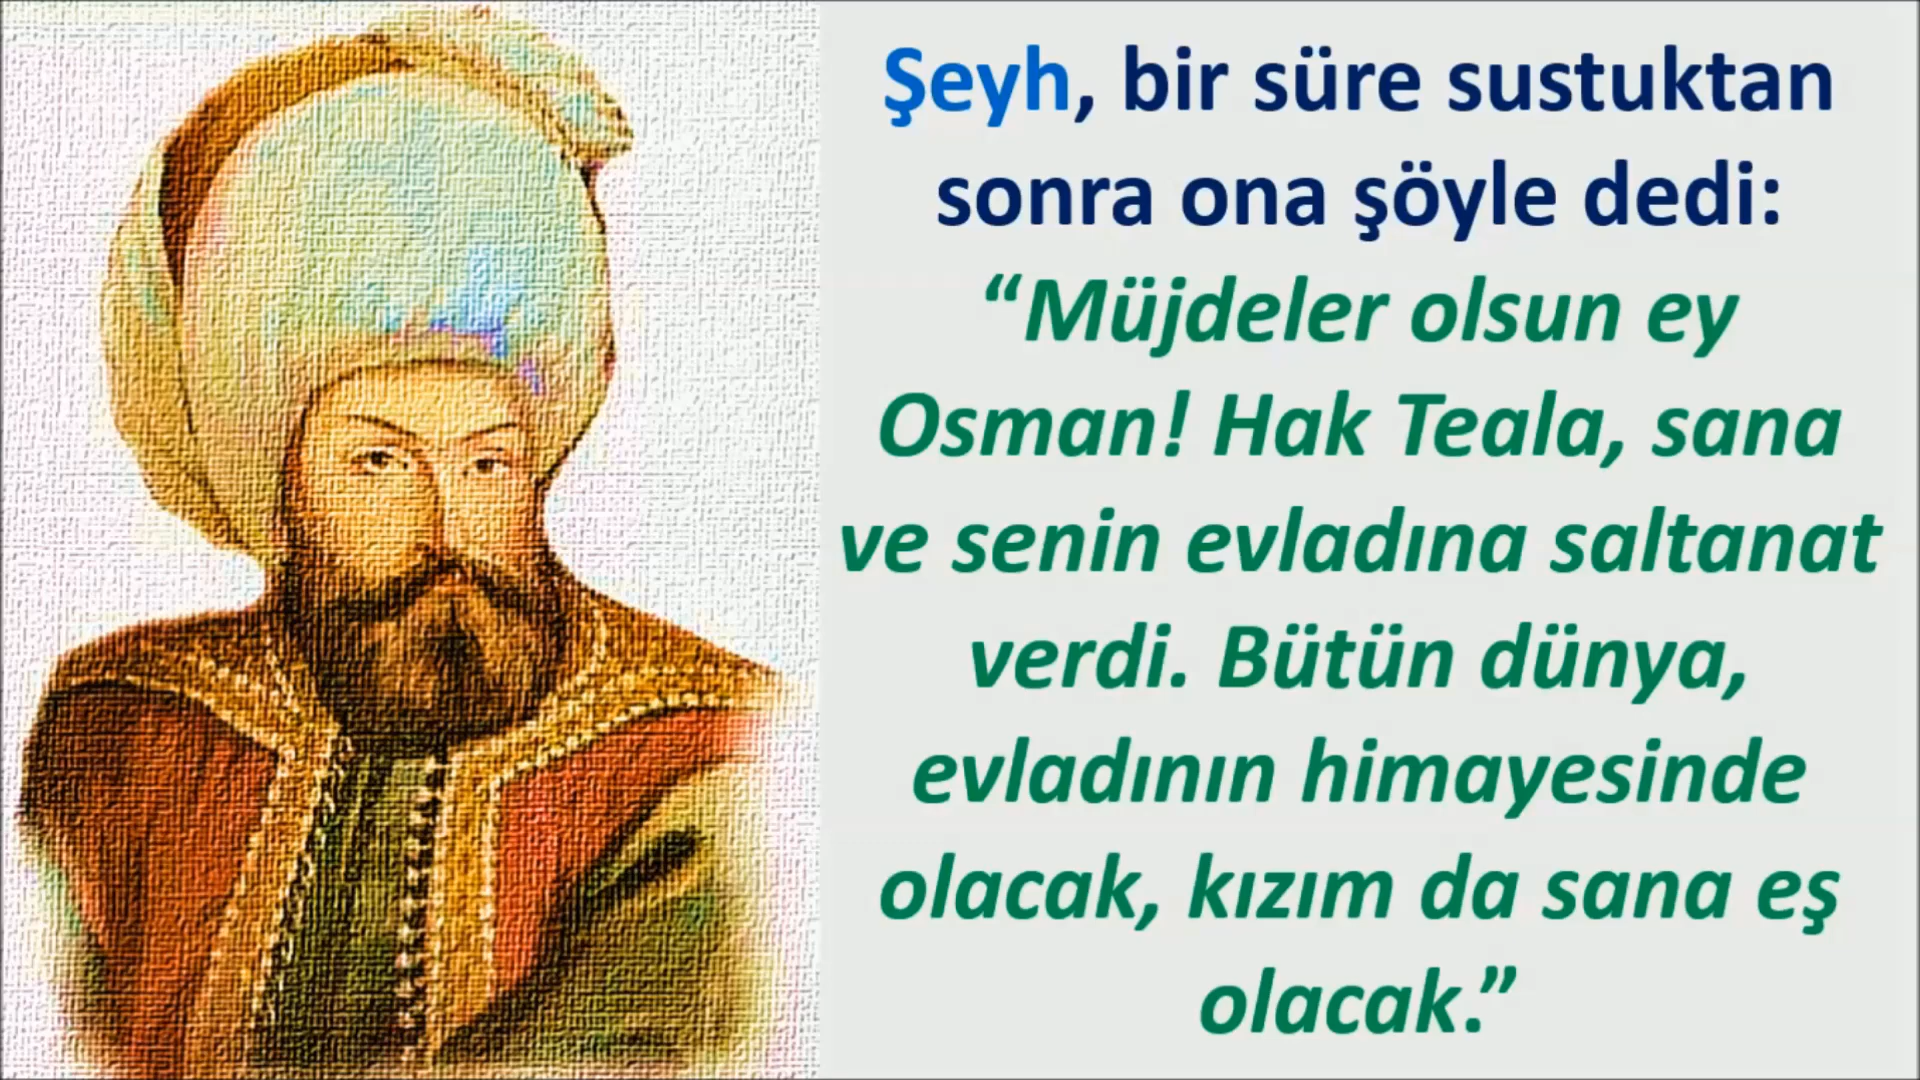 Şeyh, bir süre sustuktan
sonra ona şöyle dedi:
“Müjdeler olsun ey
Osman! Hak Teala, sana
ve senin evladına saltanat
verdi. Bütün dünya,
evladının himayesinde
olacak, kızım da sana eş
olacak.”